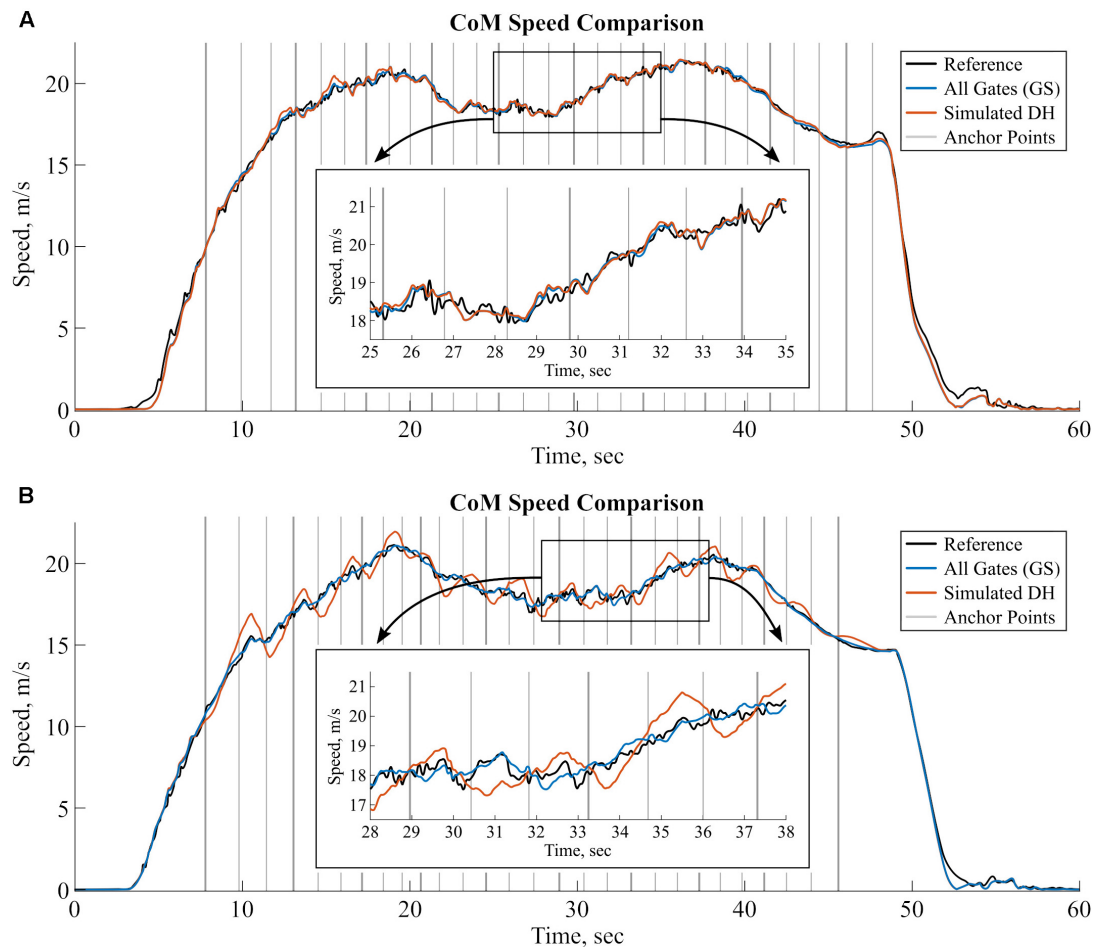 A
CoM Speed Comparison
Speed, m/s
20
15
10
5
0
Reference
All Gates (GS)
Simulated DH
Anchor Points
Speed, m/s
21
20
19
18
25 26 27 28 29 30 31 32 33 34 35
Time, sec
0 10 20 30 40 50 60
Time, sec
B
CoM Speed Comparison
Speed, m/s
20
15
10
5
0
Reference
All Gates (GS)
Simulated DH
Anchor Points
Speed, m/s
21
20
19
18
17
28 29 30 31 32 33 34 35 36 37 38
Time, sec
0 10 20 30 40 50 60
Time, sec